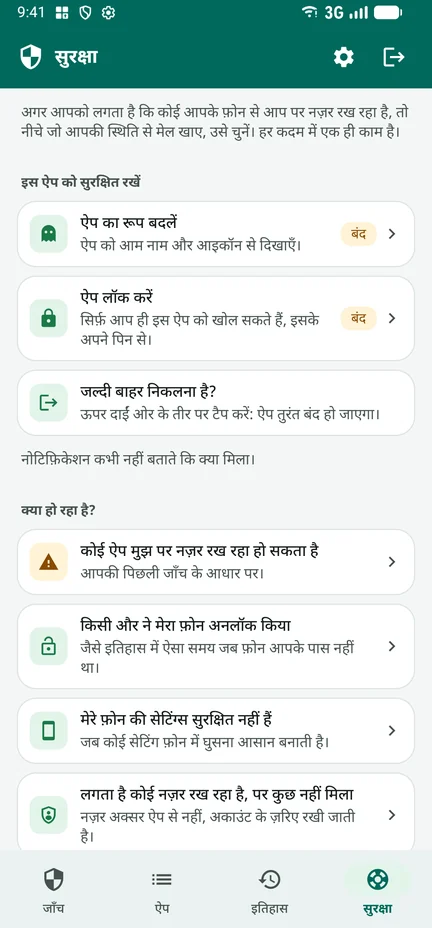 9:41
3G
सुरक्षा
अगर आपको लगता है कि कोई आपके फ़ोन से आप पर नज़र रख रहा है, तो
नीचे जो आपकी स्थिति से मेल खाए, उसे चुनें। हर कदम में एक ही काम है।
इस ऐप को सुरक्षित रखें
ऐप का रूप बदलें
ऐप को आम नाम और आइकॉन से दिखाएँ।
बंद
ऐप लॉक करें
सिर्फ़ आप ही इस ऐप को खोल सकते हैं, इसके
अपने पिन से।
बंद
जल्दी बाहर निकलना है?
ऊपर दाईं ओर के तीर पर टैप करें: ऐप तुरंत बंद हो जाएगा।
नोटिफ़िकेशन कभी नहीं बताते कि क्या मिला।
क्या हो रहा है?
कोई ऐप मुझ पर नज़र रख रहा हो सकता है
आपकी पिछली जाँच के आधार पर।
किसी और ने मेरा फ़ोन अनलॉक किया
जैसे इतिहास में ऐसा समय जब फ़ोन आपके पास नहीं
था।
मेरे फ़ोन की सेटिंग्स सुरक्षित नहीं हैं
जब कोई सेटिंग फ़ोन में घुसना आसान बनाती है।
लगता है कोई नज़र रख रहा है, पर कुछ नहीं मिला
नज़र अक्सर ऐप से नहीं, अकाउंट के ज़रिए रखी जाती
है।
जाँच
ऐप
इतिहास
सुरक्षा